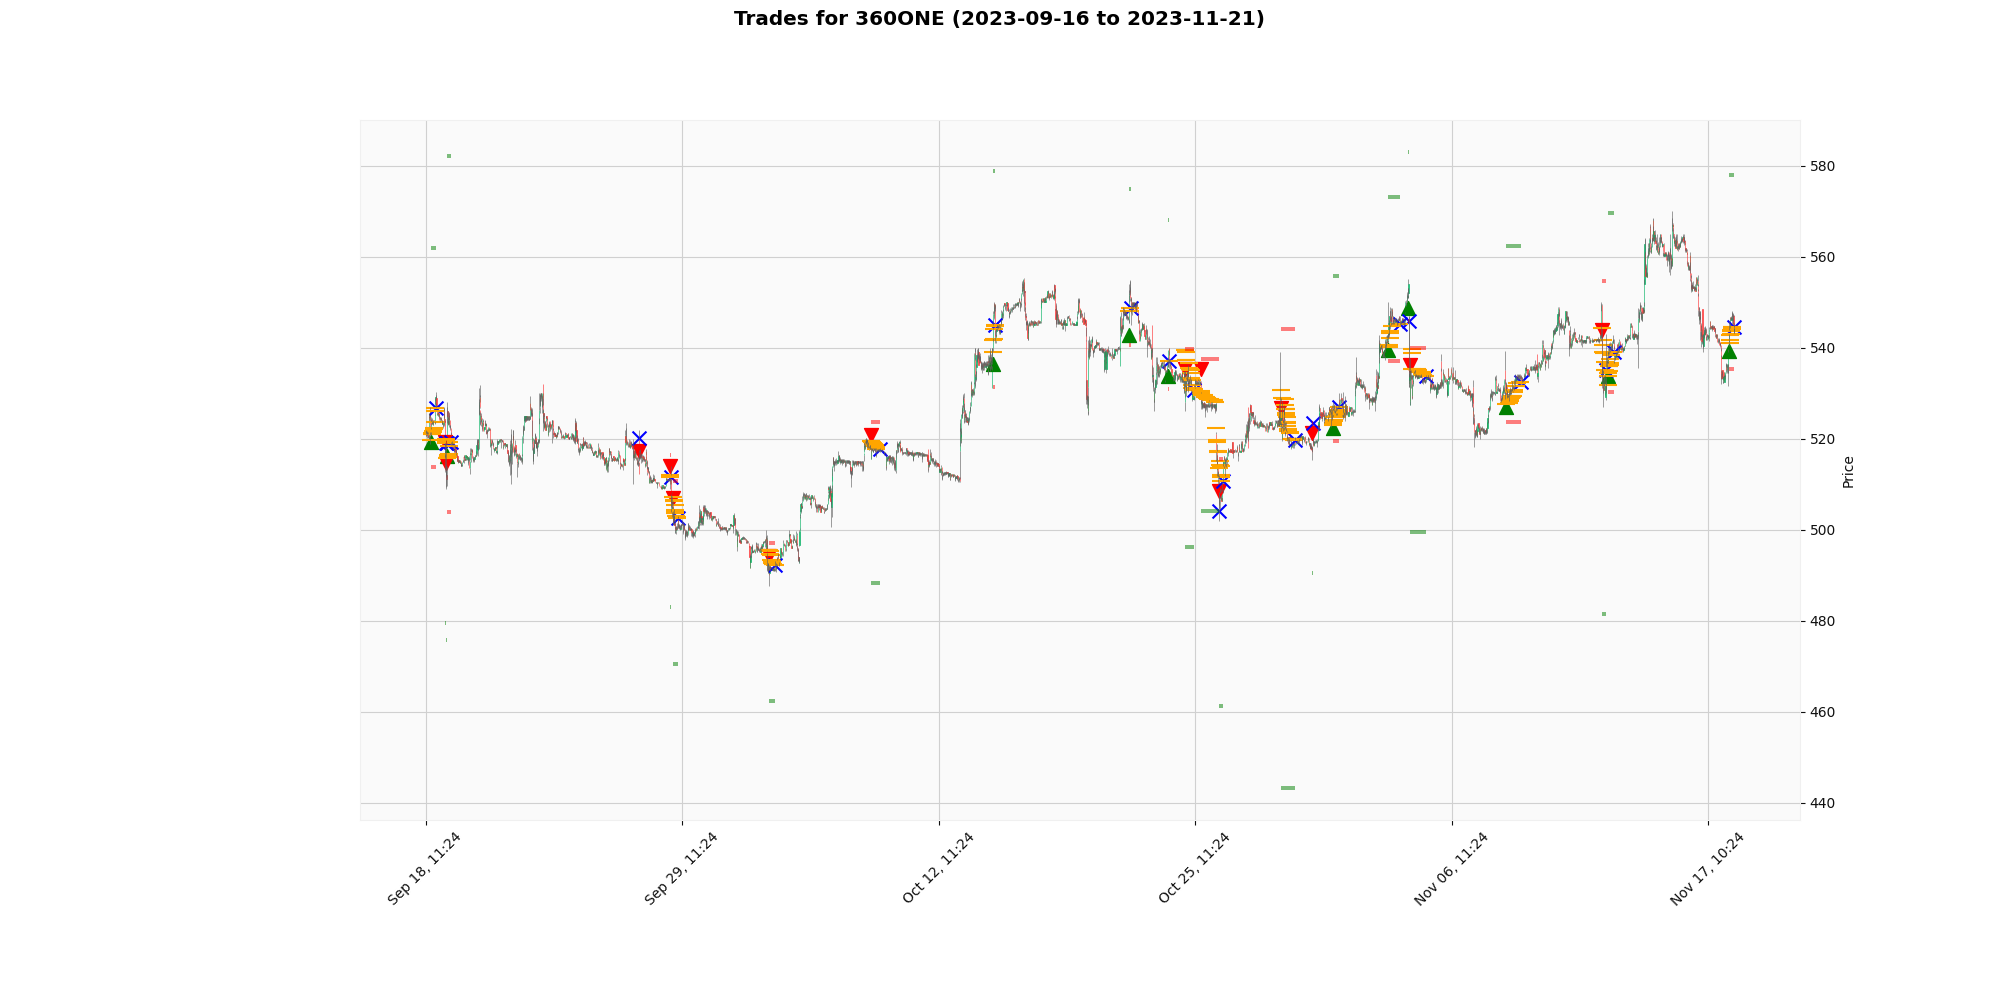 Trades for 360ONE (2023-09-16 to 2023-11-21)
580
560
540
520
500
480
460
440
Price
Sep 18, 11:24
Sep 29, 11:24
Oct 12, 11:24
Oct 25, 11:24
Nov 06, 11:24
Nov 17, 10:24